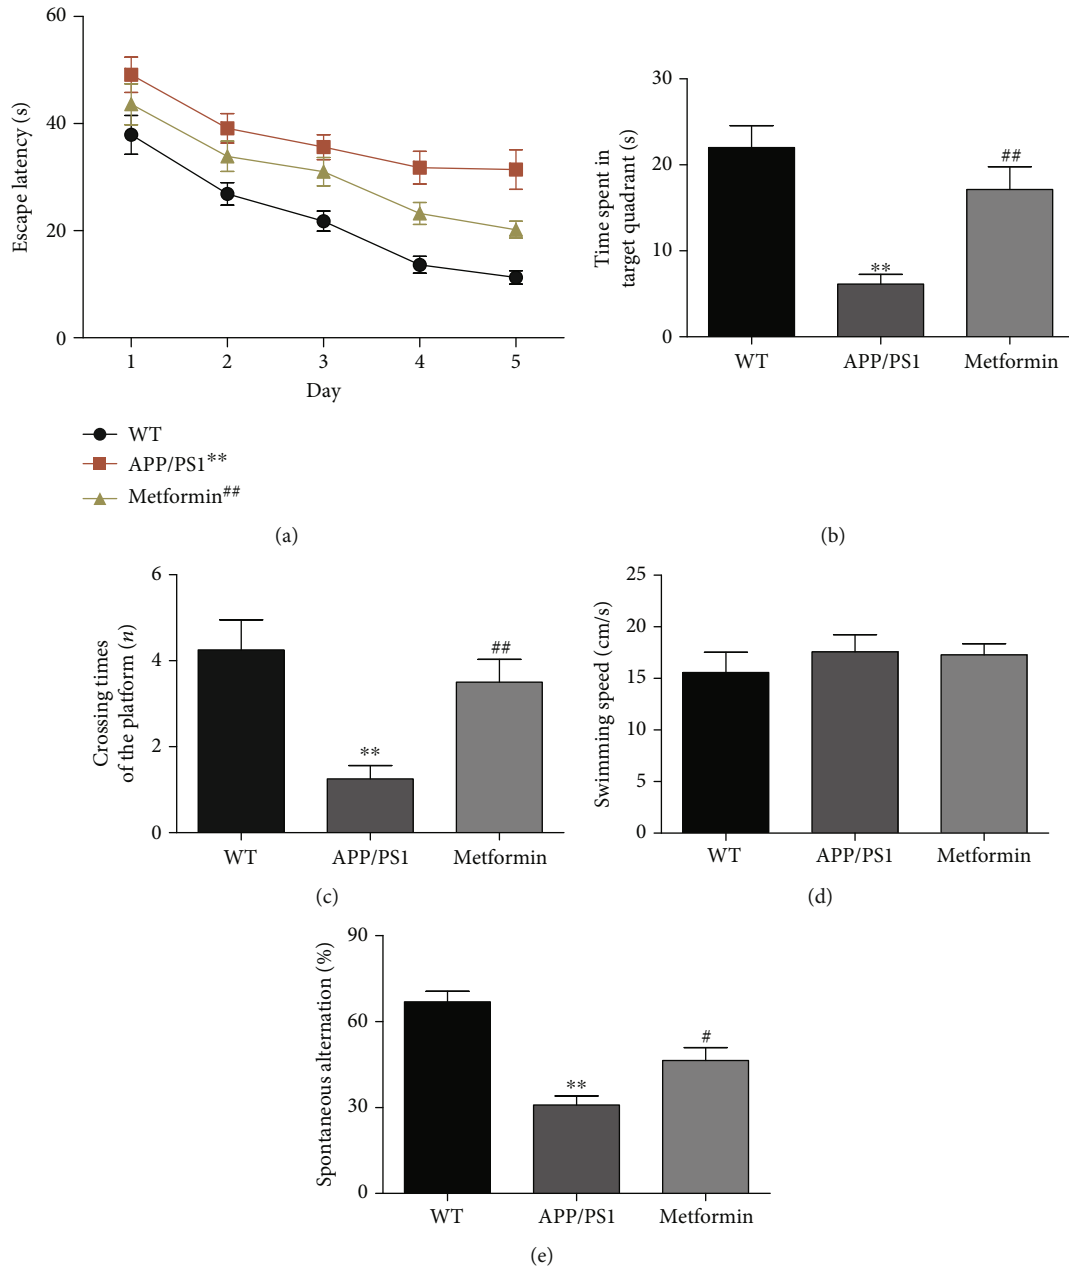 60
40
20
0
Escape latency (s)
1 2 3 4 5
Day
WT
APP/PS1**
Metformin##
(a)
30
20
10
0
Time spent in
target quadrant (s)
**
##
WT APP/PS1 Metformin
(b)
6
4
2
0
Crossing times
of the platform (n)
**
##
WT APP/PS1 Metformin
(c)
25
20
15
10
5
0
Swimming speed (cm/s)
WT APP/PS1 Metformin
(d)
90
60
30
0
Spontaneous alternation (%)
**
#
WT APP/PS1 Metformin
(e)